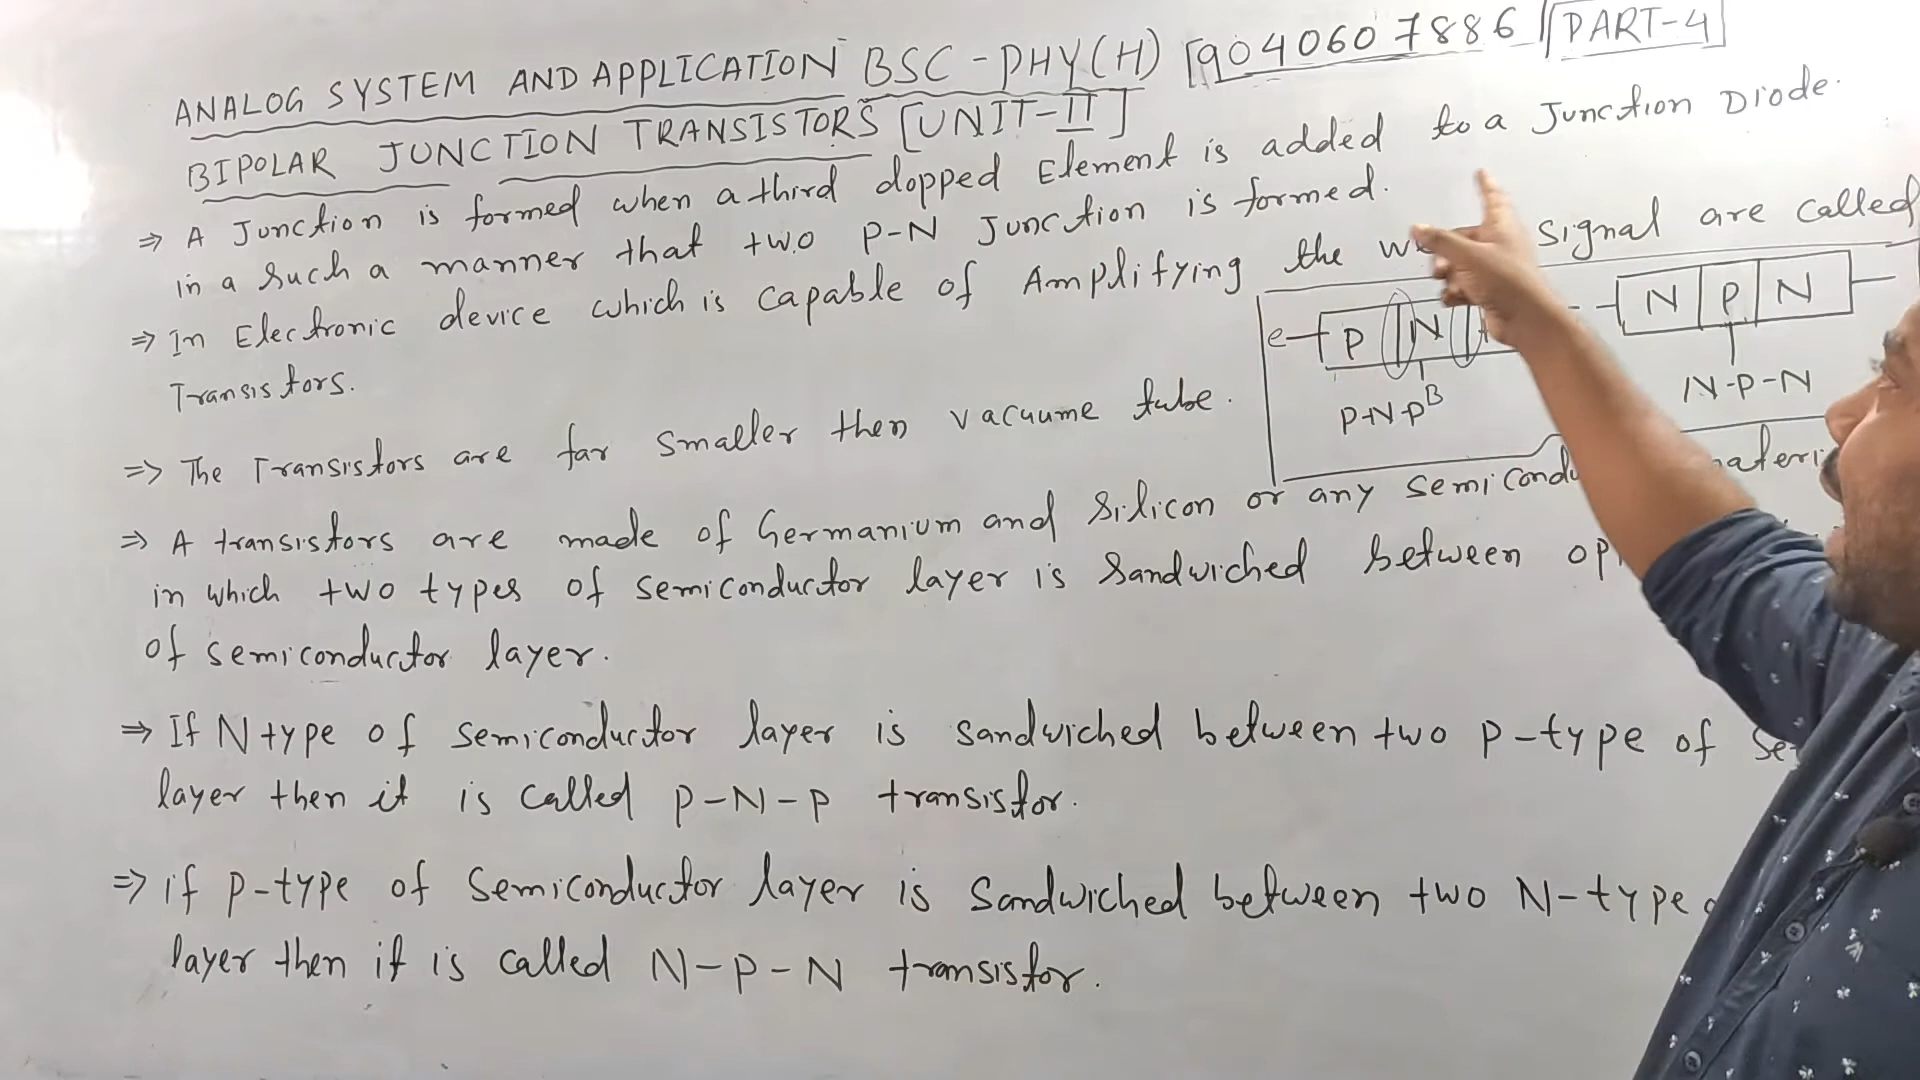 ANALOG SYSTEM AND APPLICATION BSC-PHY(H) [9040607886 PART-4]
BIPOLAR JUNCTION TRANSISTORS [UNIT-II]
⇒ A Junction is formed when a third dopped Element is added to a Junction Diode.
in a such a manner that two P-N Junction is formed.
⇒ In Electronic device which is capable of Amplifying the signal are called
Transistors.
e P N
B
P-N-P
N P N
N-P-N
⇒ The Transistors are far smaller then vacuume tube.
⇒ A transistors are made of Germanium and silicon or any
in which two types of semiconductor layer is sandwiched between
of semiconductor layer.
⇒ If N type of semiconductor layer is sandwiched between two p-type of
layer then it is called P-N-P transistor.
⇒ if p-type of semiconductor layer is sandwiched between two N-type
layer then it is called N-P-N transistor.